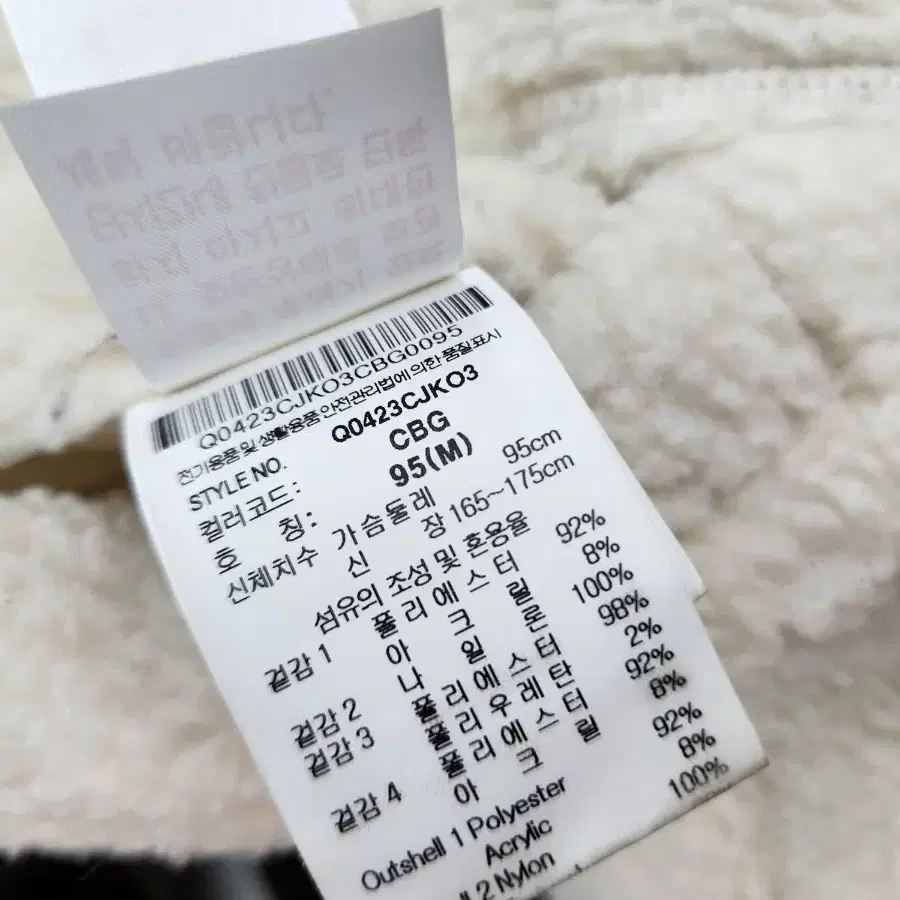 Q0423CJKO3CBG0095
전기용품 및 생활용품 안전관리법에 의한 품질표시
STYLE NO. Q0423CJKO3
컬러코드: CBG
호 칭: 95(M)
신체치수 가슴둘레 95cm
신 장 165~175cm
섬유의 조성 및 혼용율
겉감 1 폴리에스터 92%
아 크 릴 8%
겉감 2 나 일 론 100%
겉감 3 폴리에스터 98%
폴리우레탄 2%
겉감 4 폴리에스터 92%
아 크 릴 8%
Outshell 1 Polyester 92%
Acrylic 8%
2 Nylon 100%